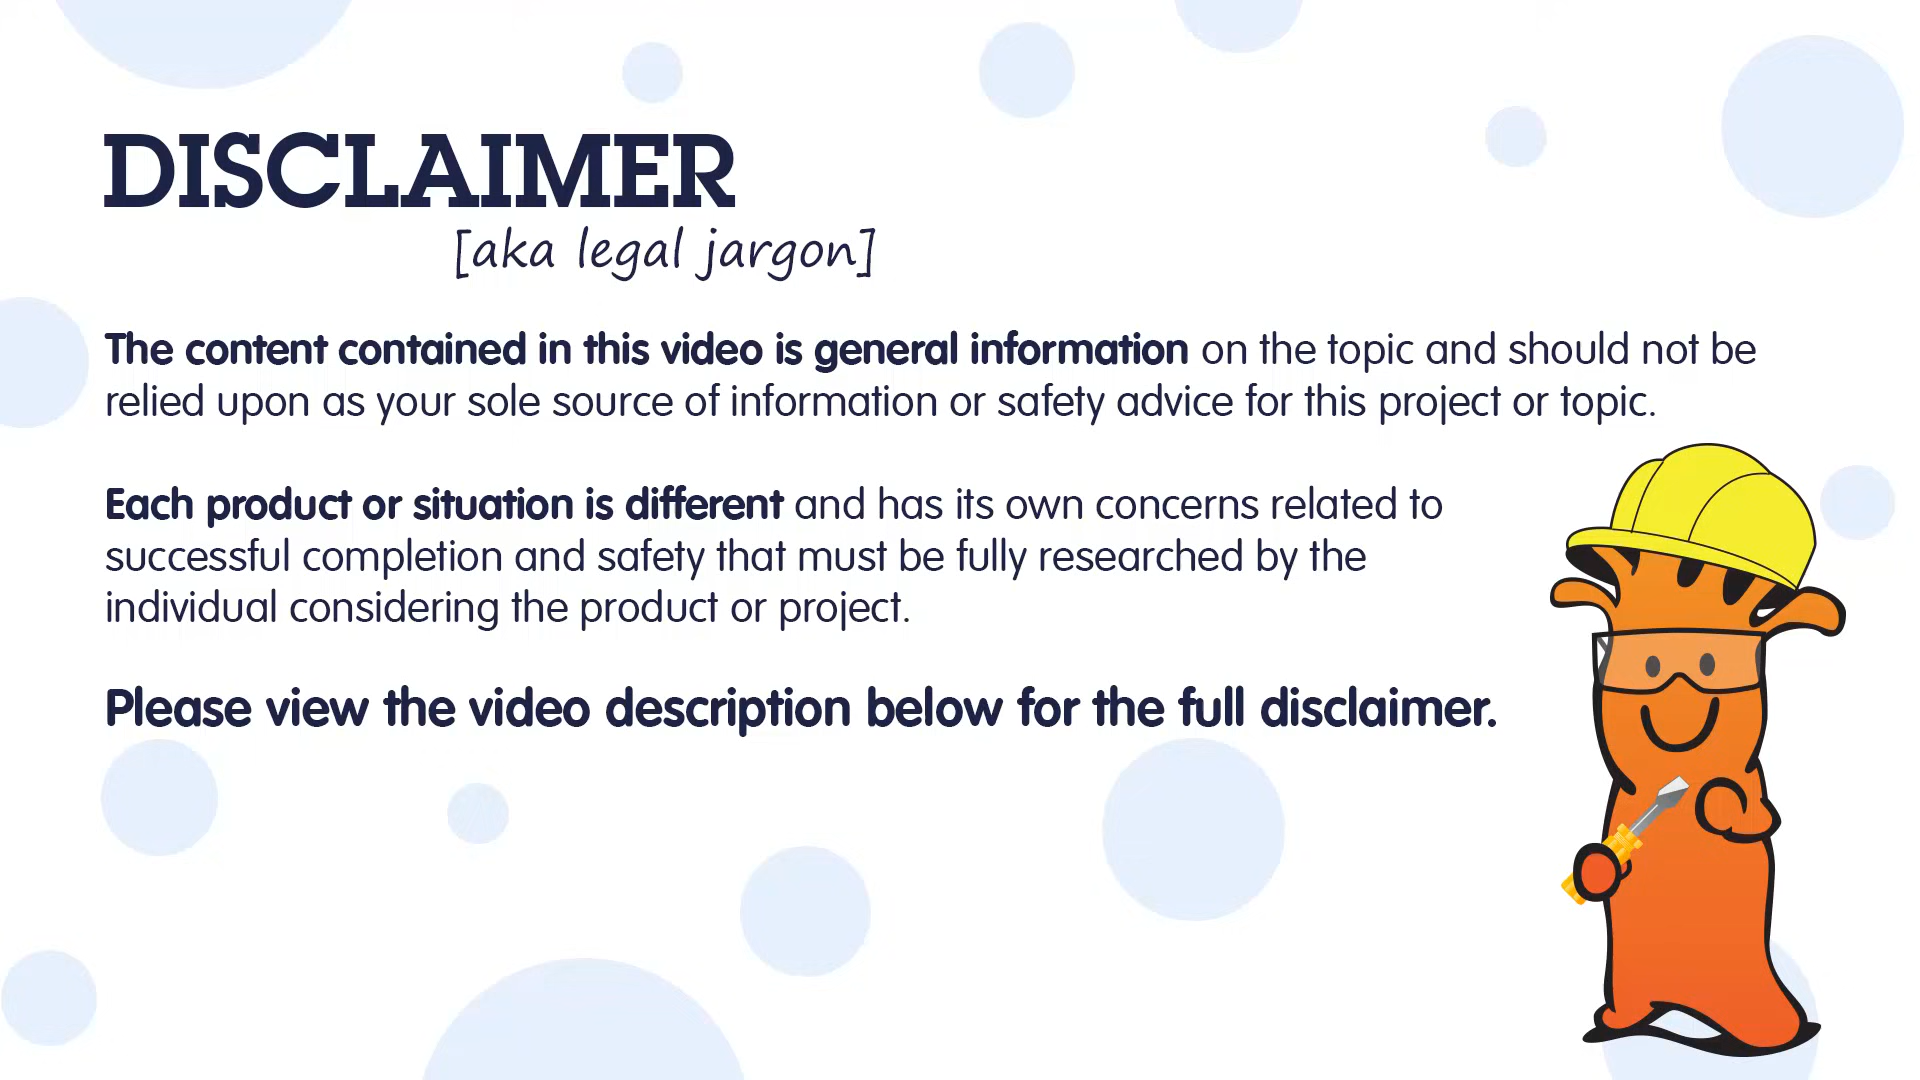 DISCLAIMER
[aka legal jargon]
The content contained in this video is general information on the topic and should not be
relied upon as your sole source of information or safety advice for this project or topic.
Each product or situation is different and has its own concerns related to
successful completion and safety that must be fully researched by the
individual considering the product or project.
Please view the video description below for the full disclaimer.